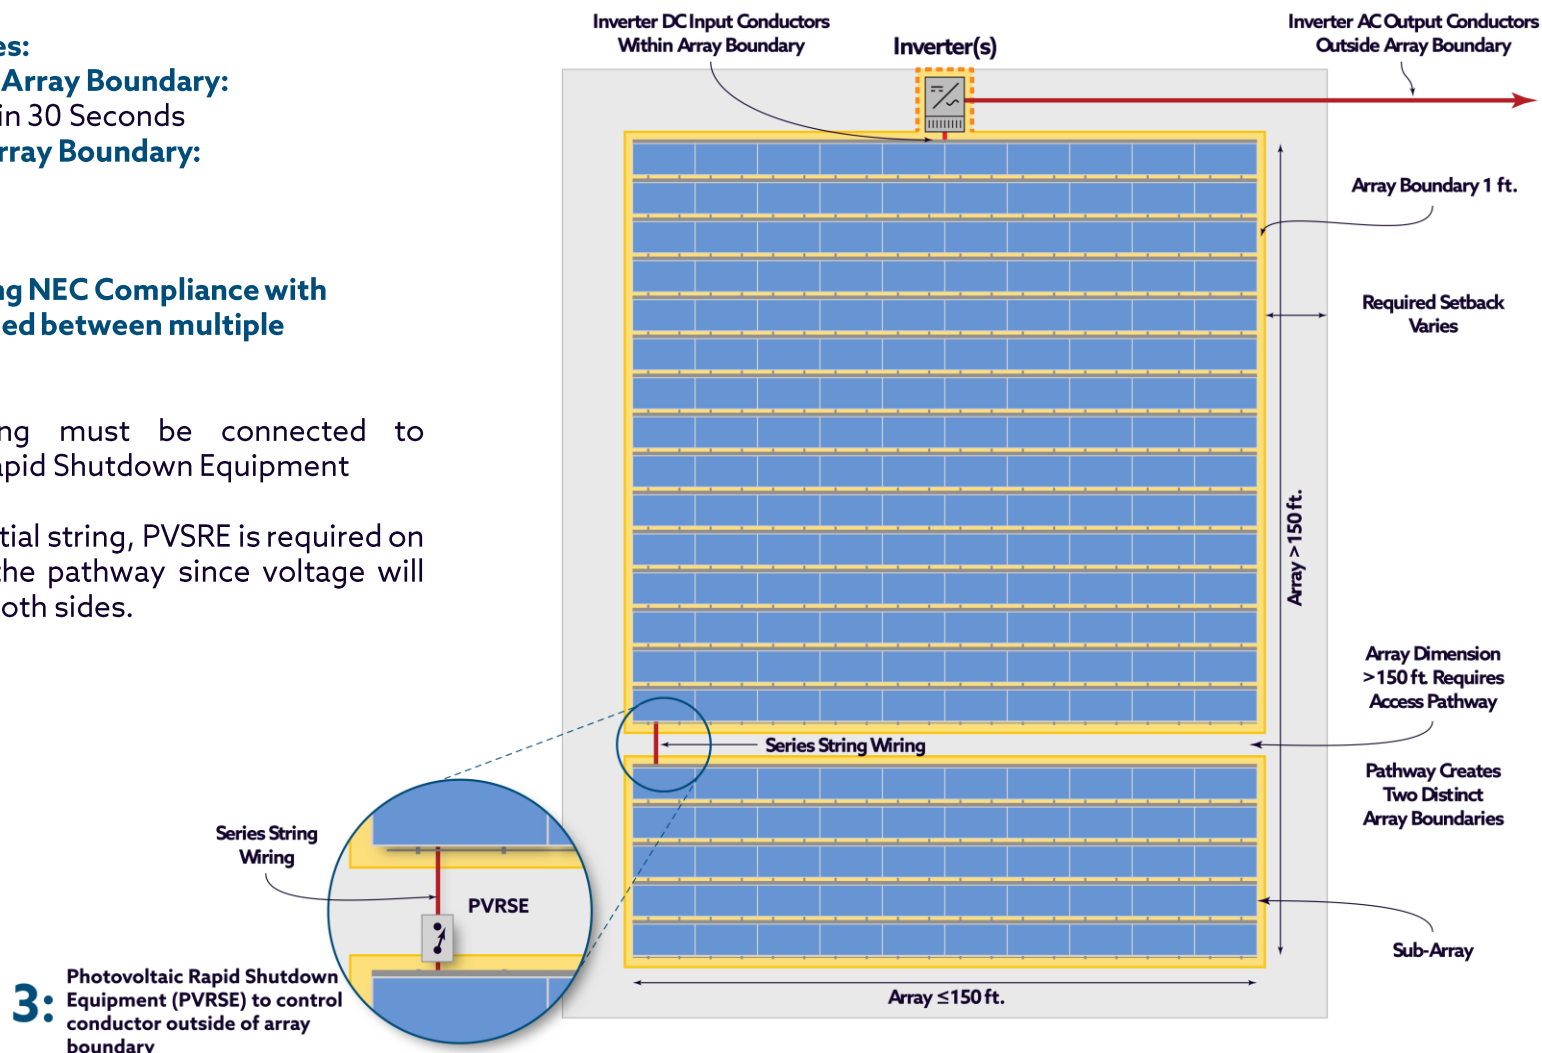 es:
Array Boundary:
in 30 Seconds
rray Boundary:
ng NEC Compliance with
ed between multiple
ng must be connected to
apid Shutdown Equipment
tial string, PVSRE is required on
the pathway since voltage will
oth sides.
Inverter DC Input Conductors
Within Array Boundary
Inverter(s)
Inverter AC Output Conductors
Outside Array Boundary
Array Boundary 1 ft.
Required Setback
Varies
Array >150 ft.
Array Dimension
>150 ft. Requires
Access Pathway
Series String Wiring
Pathway Creates
Two Distinct
Array Boundaries
Series String
Wiring
PVRSE
Sub-Array
Array ≤150 ft.
3:
Photovoltaic Rapid Shutdown
Equipment (PVRSE) to control
conductor outside of array
boundary